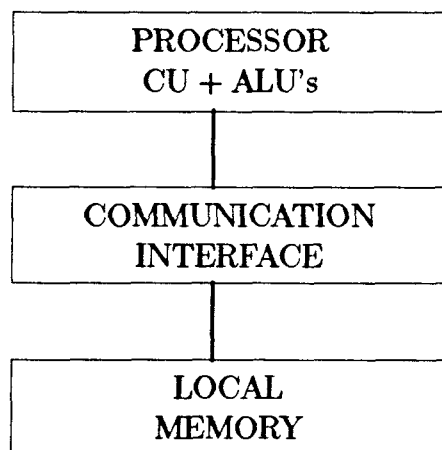 PROCESSOR
CU + ALU's
COMMUNICATION
INTERFACE
LOCAL
MEMORY